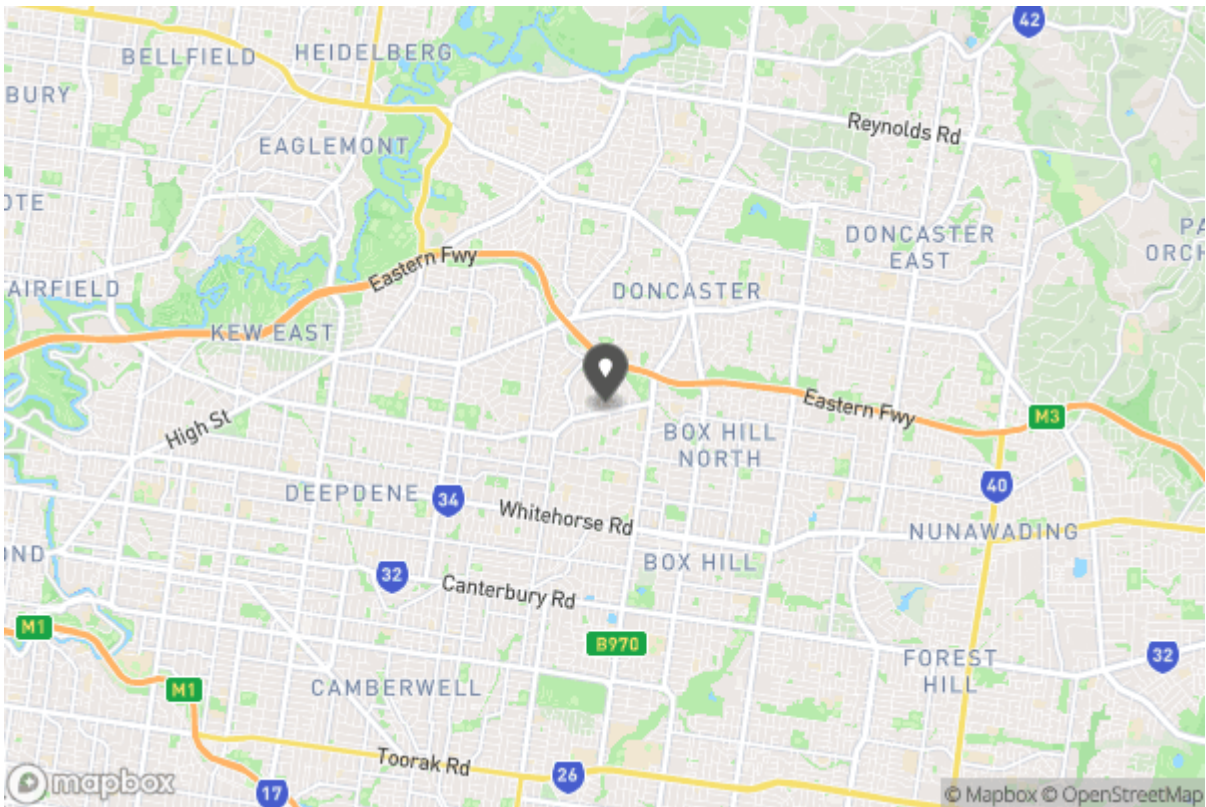 42
HEIDELBERG
BELLFIELD
BURY
Reynolds Rd
EAGLEMONT
OTE
PA
ORCH
DONCASTER
EAST
Eastern Fwy
AIRFIELD
DONCASTER
KEW EAST
Eastern Fwy
M3
High St
BOX HILL
NORTH
DEEPDENE
34
40
Whitehorse Rd
NUNAWADING
OND
BOX HILL
32
Canterbury Rd
M1
B970
32
FOREST
HILL
M1
CAMBERWELL
Toorak Rd
26
17
mapbox
© Mapbox © OpenStreetMap